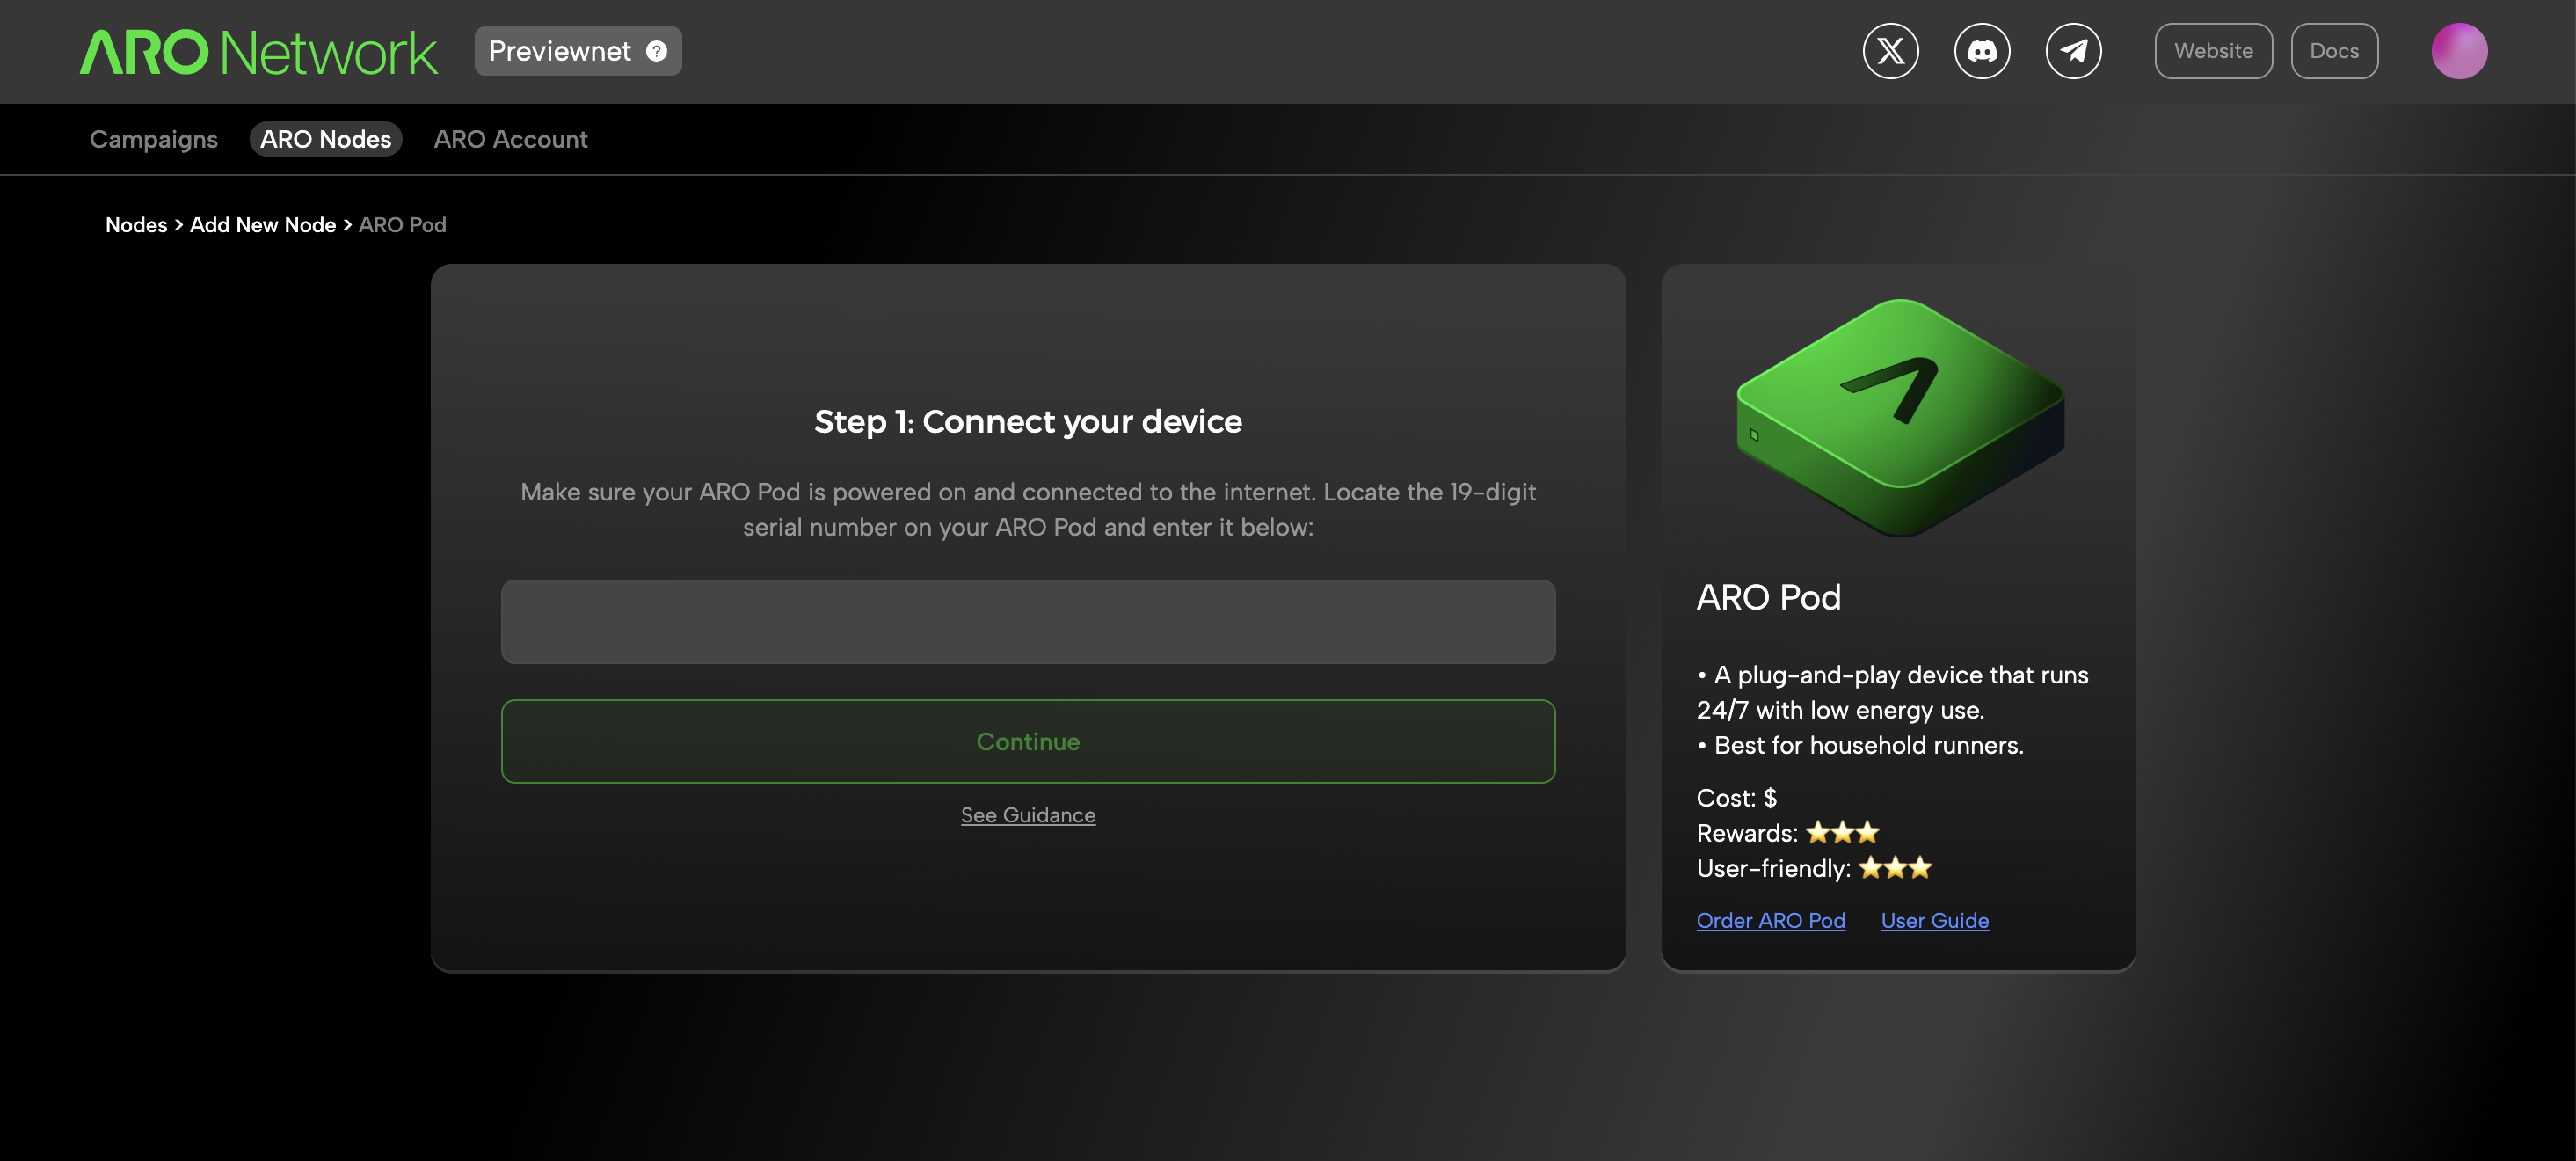 ARO Network
Previewnet ?
Website
Docs
Campaigns
ARO Nodes
ARO Account
Nodes > Add New Node > ARO Pod
Step 1: Connect your device
Make sure your ARO Pod is powered on and connected to the internet. Locate the 19-digit
serial number on your ARO Pod and enter it below:
Continue
See Guidance
ARO Pod
• A plug-and-play device that runs
24/7 with low energy use.
• Best for household runners.
Cost: $
Rewards: ⭐⭐⭐
User-friendly: ⭐⭐⭐
Order ARO Pod
User Guide